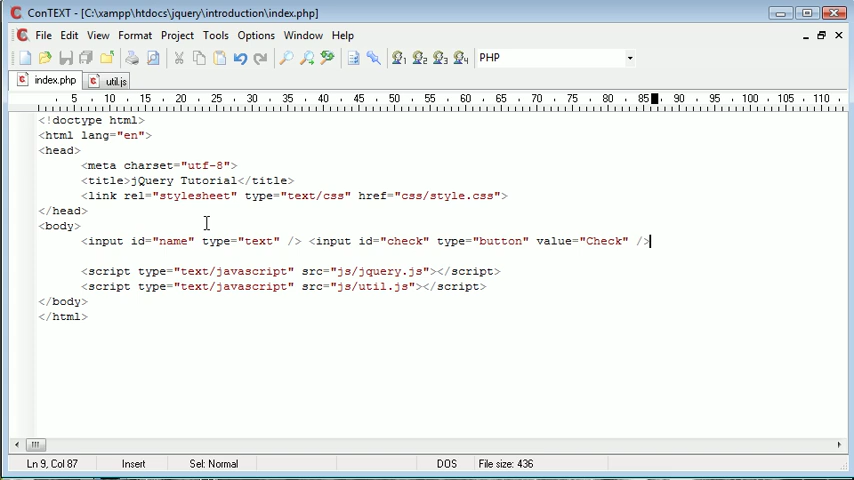 ConTEXT - [C:\xampp\htdocs\jquery\introduction\index.php]
File Edit View Format Project Tools Options Window Help
1 2 3 4 PHP
index.php util.js
5 10 15 20 25 30 35 40 45 50 55 60 65 70 75 80 85 90 95 100 105 110
<!doctype html>
<html lang="en">
<head>
<meta charset="utf-8">
<title>jQuery Tutorial</title>
<link rel="stylesheet" type="text/css" href="css/style.css">
</head>
<body>
<input id="name" type="text" /> <input id="check" type="button" value="Check" />
<script type="text/javascript" src="js/jquery.js"></script>
<script type="text/javascript" src="js/util.js"></script>
</body>
</html>
Ln 9, Col 87 Insert Sel: Normal DOS File size: 436